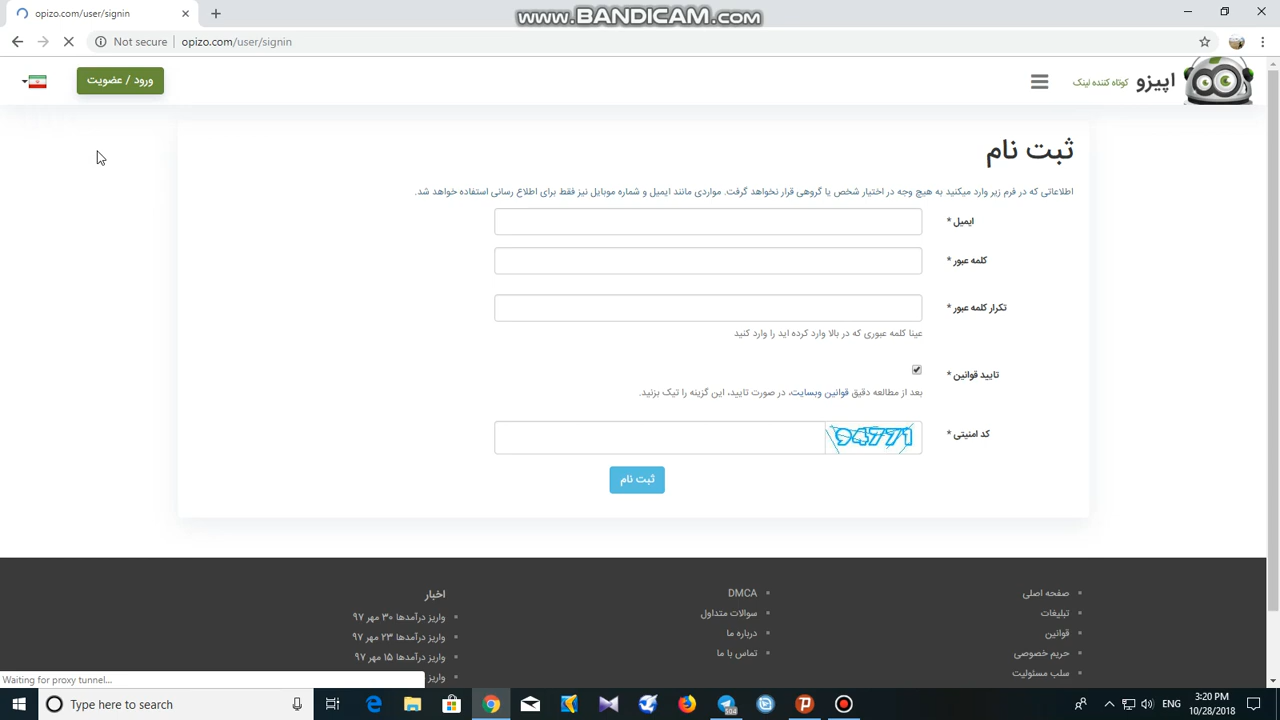 opizo.com/user/signin
www.BANDICAM.com
Not secure | opizo.com/user/signin
ورود / عضویت
اپیزو کوتاه کننده لینک
ثبت نام
اطلاعاتی که در فرم زیر وارد میکنید به هیچ وجه در اختیار شخص یا گروهی قرار نخواهد گرفت. مواردی مانند ایمیل و شماره موبایل نیز فقط برای اطلاع رسانی استفاده خواهد شد.
ایمیل *
کلمه عبور *
تکرار کلمه عبور *
عینا کلمه عبوری که در بالا وارد کرده اید را وارد کنید
تایید قوانین *
بعد از مطالعه دقیق قوانین وبسایت، در صورت تایید، این گزینه را تیک بزنید.
کد امنیتی *
94771
ثبت نام
صفحه اصلی
تبلیغات
قوانین
حریم خصوصی
سلب مسئولیت
DMCA
سوالات متداول
درباره ما
تماس با ما
اخبار
واریز درآمدها ۳۰ مهر ۹۷
واریز درآمدها ۲۳ مهر ۹۷
واریز درآمدها ۱۵ مهر ۹۷
واریز
Waiting for proxy tunnel...
Type here to search
104
ENG
3:20 PM
10/28/2018